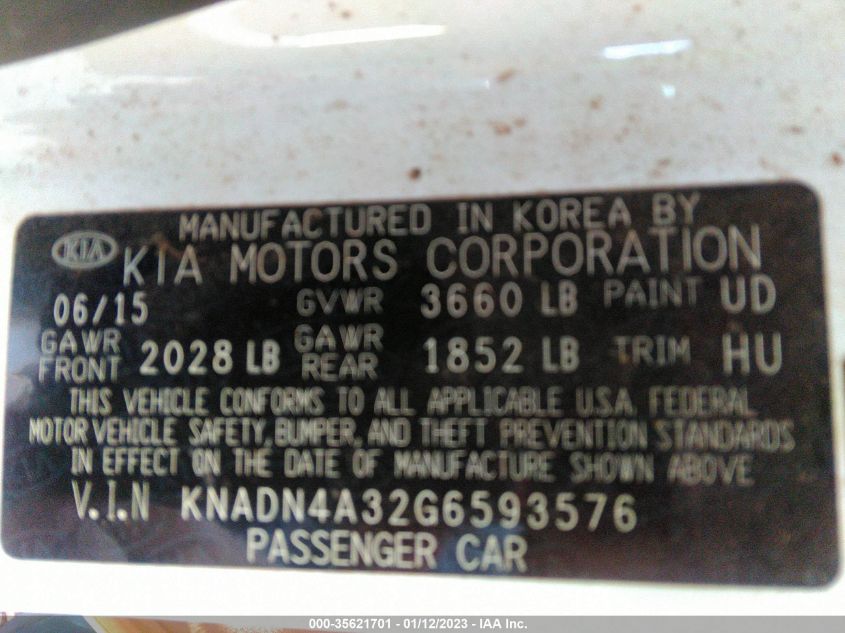 MANUFACTURED IN KOREA BY
KIA KIA MOTORS CORPORATION
06/15 GVWR 3660 LB PAINT UD
GAWR FRONT 2028 LB GAWR REAR 1852 LB TRIM HU
THIS VEHICLE CONFORMS TO ALL APPLICABLE U.S.A. FEDERAL
MOTOR VEHICLE SAFETY, BUMPER, AND THEFT PREVENTION STANDARDS
IN EFFECT ON THE DATE OF MANUFACTURE SHOWN ABOVE
V.I.N KNADN4A32G6593576
PASSENGER CAR
000-35621701 - 01/12/2023 - IAA Inc.